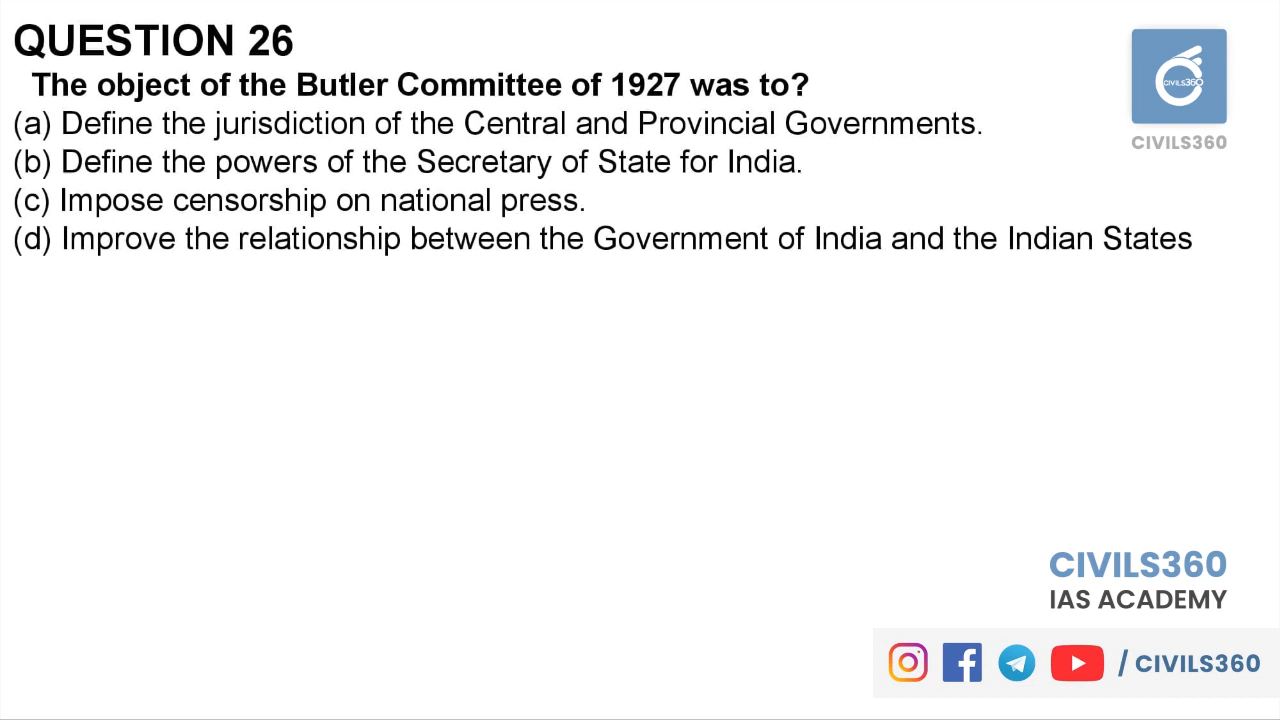 QUESTION 26
The object of the Butler Committee of 1927 was to?
(a) Define the jurisdiction of the Central and Provincial Governments.
(b) Define the powers of the Secretary of State for India.
(c) Impose censorship on national press.
(d) Improve the relationship between the Government of India and the Indian States
CIVILS360
CIVILS360
CIVILS360
IAS ACADEMY
/ CIVILS360